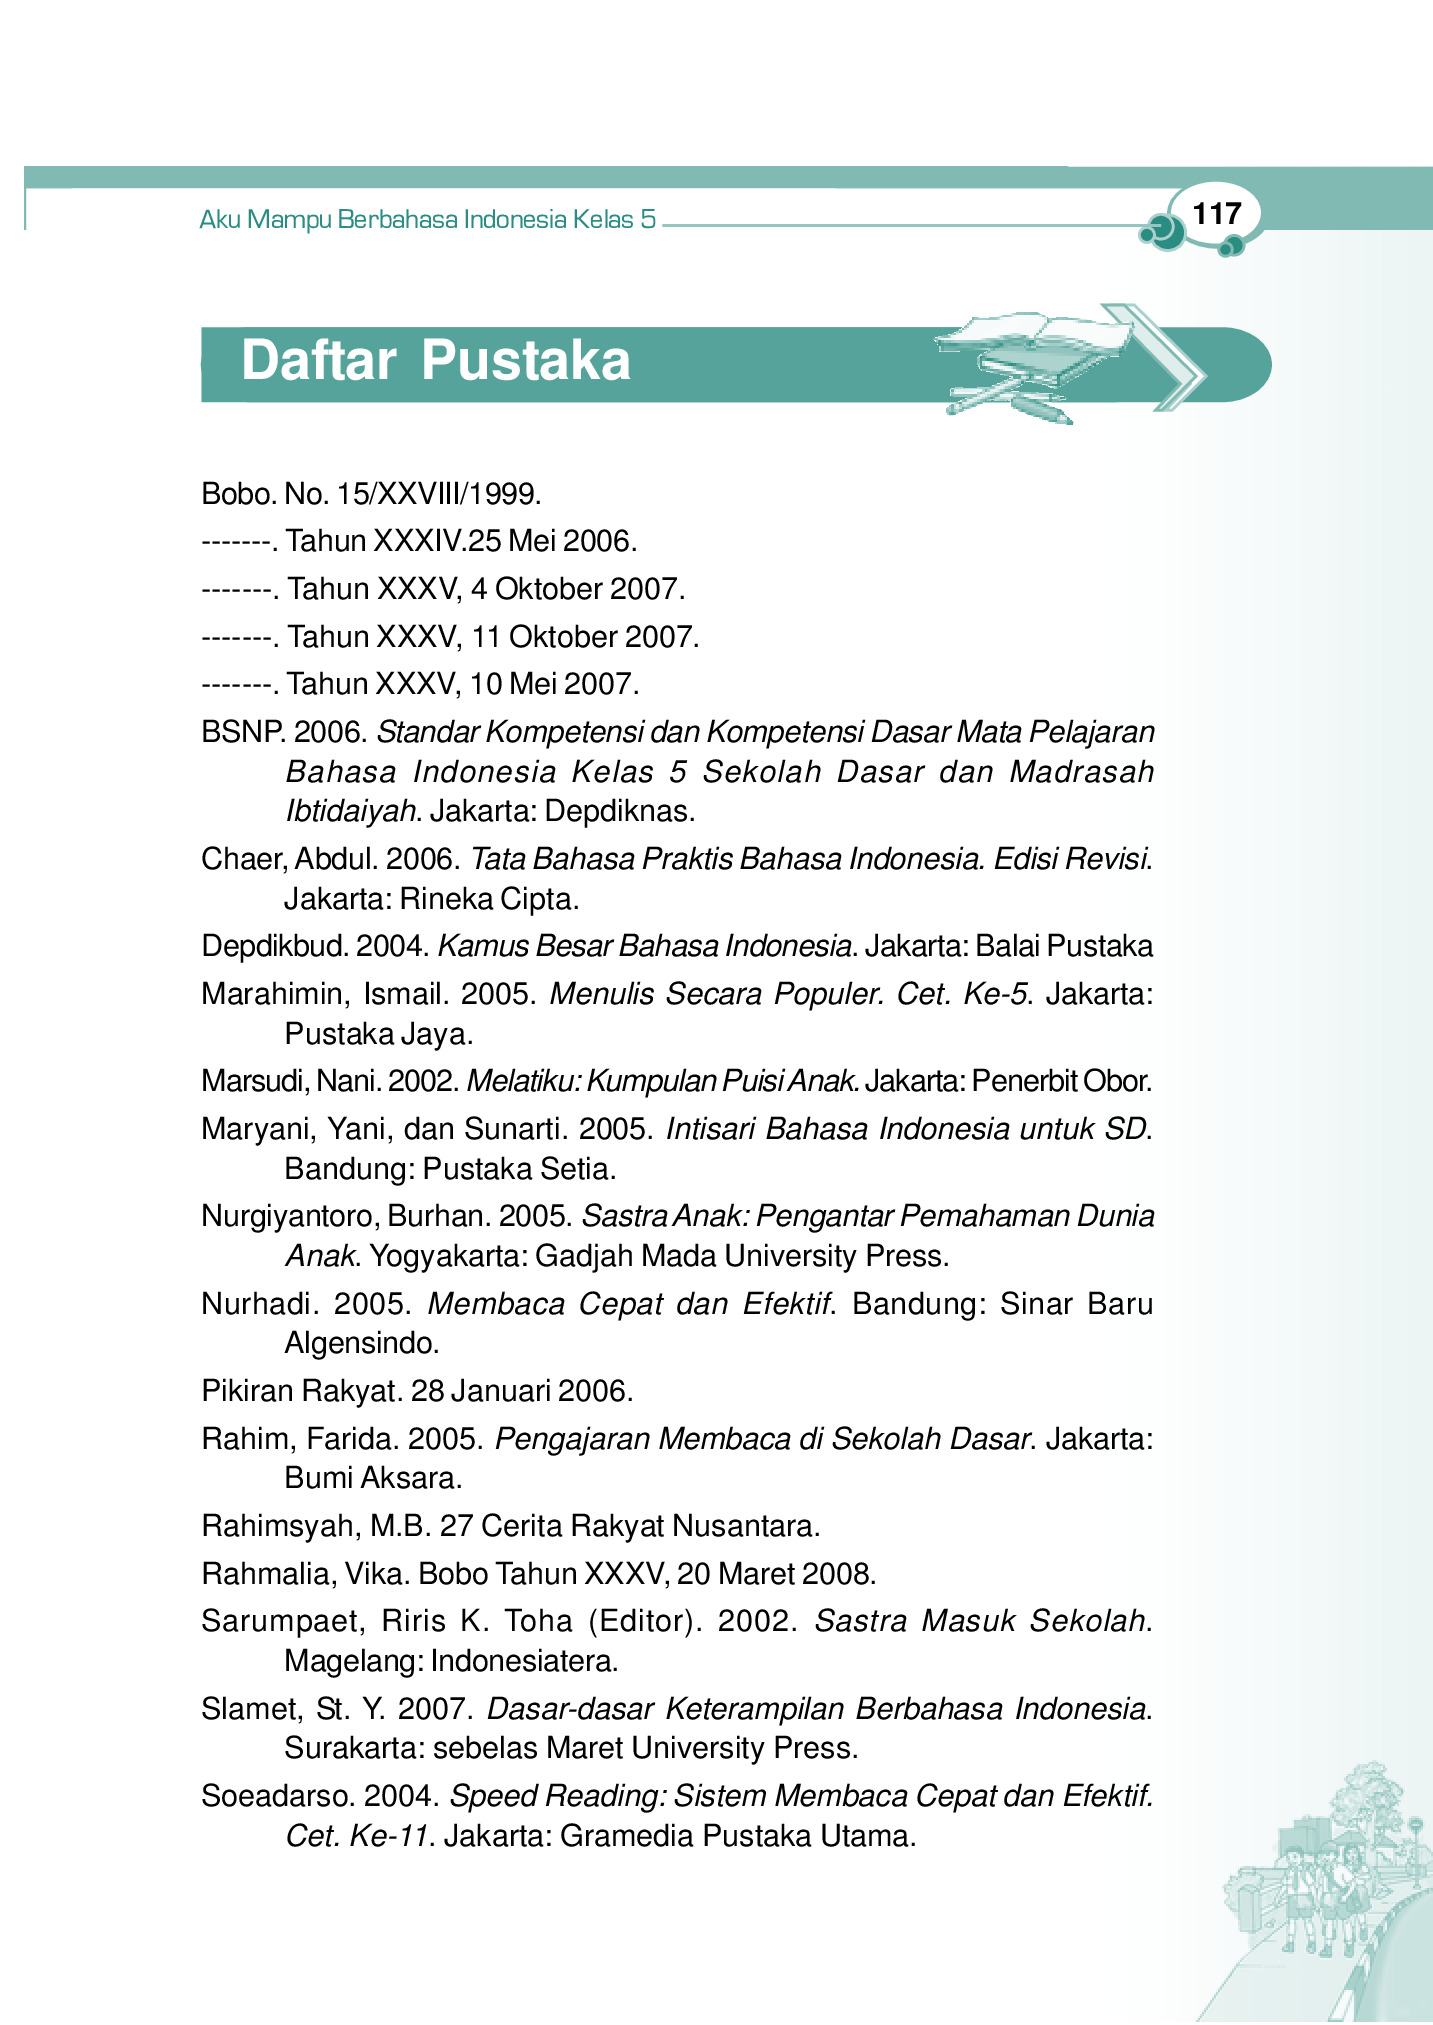 Aku Mampu Berbahasa Indonesia Kelas 5
117
Daftar Pustaka
Bobo. No. 15/XXVIII/1999.
-------. Tahun XXXIV.25 Mei 2006.
-------. Tahun XXXV, 4 Oktober 2007.
-------. Tahun XXXV, 11 Oktober 2007.
-------. Tahun XXXV, 10 Mei 2007.
BSNP. 2006. Standar Kompetensi dan Kompetensi Dasar Mata Pelajaran
Bahasa Indonesia Kelas 5 Sekolah Dasar dan Madrasah
Ibtidaiyah. Jakarta: Depdiknas.
Chaer, Abdul. 2006. Tata Bahasa Praktis Bahasa Indonesia. Edisi Revisi.
Jakarta: Rineka Cipta.
Depdikbud. 2004. Kamus Besar Bahasa Indonesia. Jakarta: Balai Pustaka
Marahimin, Ismail. 2005. Menulis Secara Populer. Cet. Ke-5. Jakarta:
Pustaka Jaya.
Marsudi, Nani. 2002. Melatiku: Kumpulan Puisi Anak. Jakarta: Penerbit Obor.
Maryani, Yani, dan Sunarti. 2005. Intisari Bahasa Indonesia untuk SD.
Bandung: Pustaka Setia.
Nurgiyantoro, Burhan. 2005. Sastra Anak: Pengantar Pemahaman Dunia
Anak. Yogyakarta: Gadjah Mada University Press.
Nurhadi. 2005. Membaca Cepat dan Efektif. Bandung: Sinar Baru
Algensindo.
Pikiran Rakyat. 28 Januari 2006.
Rahim, Farida. 2005. Pengajaran Membaca di Sekolah Dasar. Jakarta:
Bumi Aksara.
Rahimsyah, M.B. 27 Cerita Rakyat Nusantara.
Rahmalia, Vika. Bobo Tahun XXXV, 20 Maret 2008.
Sarumpaet, Riris K. Toha (Editor). 2002. Sastra Masuk Sekolah.
Magelang: Indonesiatera.
Slamet, St. Y. 2007. Dasar-dasar Keterampilan Berbahasa Indonesia.
Surakarta: sebelas Maret University Press.
Soeadarso. 2004. Speed Reading: Sistem Membaca Cepat dan Efektif.
Cet. Ke-11. Jakarta: Gramedia Pustaka Utama.